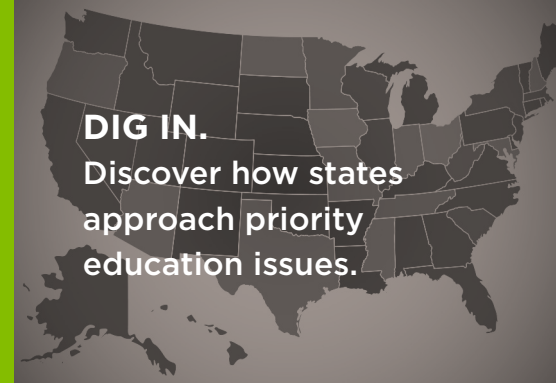 DIG IN.
Discover how states
approach priority
education issues.